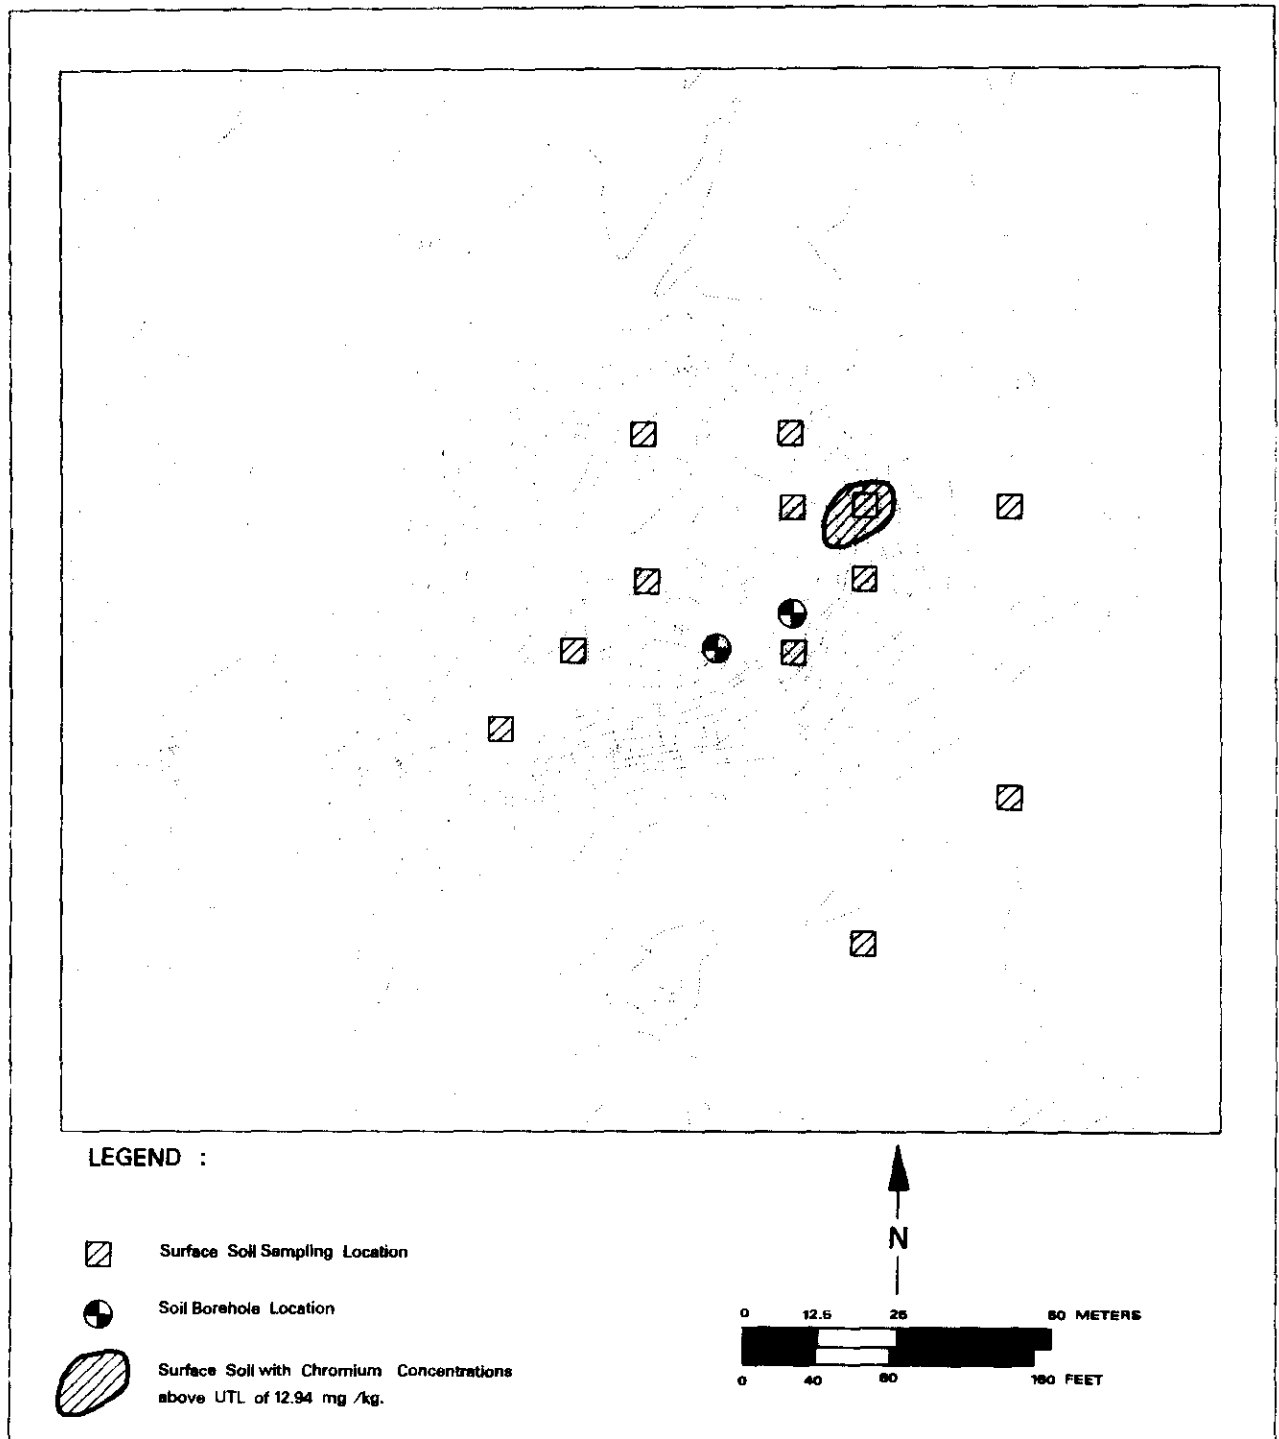 LEGEND :
N
Surface Soil Sampling Location
Soil Borehole Location
Surface Soil with Chromium Concentrations
above UTL of 12.94 mg /kg.
0 12.5 25 50 METERS
0 40 80 160 FEET